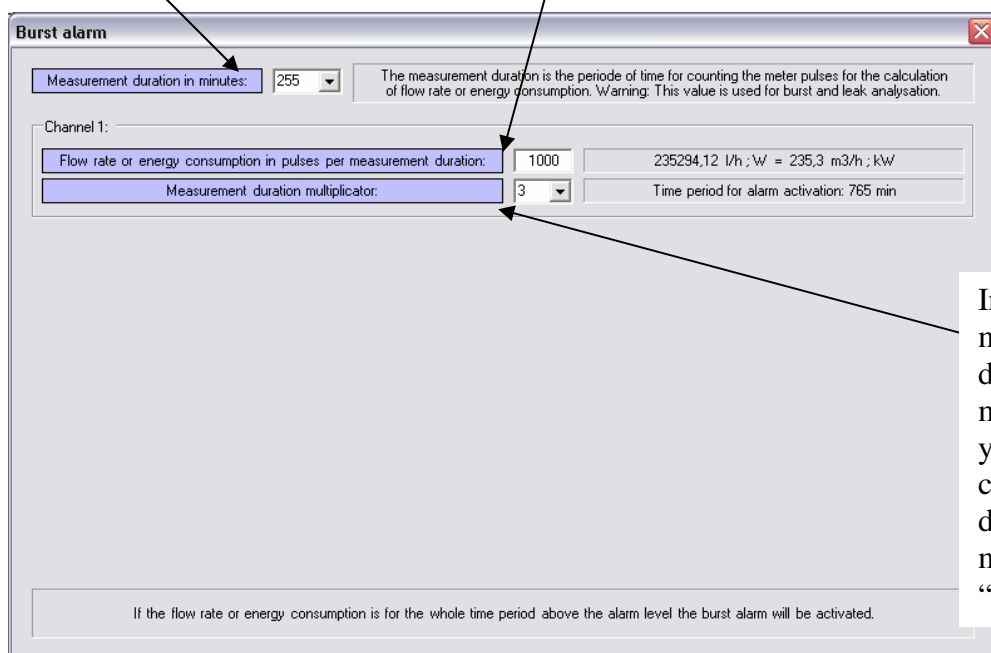 Burst alarm
Measurement duration in minutes: 255
The measurement duration is the periode of time for counting the meter pulses for the calculation
of flow rate or energy consumption. Warning: This value is used for burst and leak analysation.
Channel 1:
Flow rate or energy consumption in pulses per measurement duration: 1000 235294,12 l/h ; W = 235,3 m3/h ; kW
Measurement duration multiplicator: 3 Time period for alarm activation: 765 min
If the flow rate or energy consumption is for the whole time period above the alarm level the burst alarm will be activated.